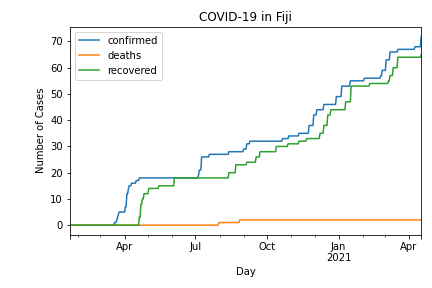 COVID-19 in Fiji
confirmed
deaths
recovered
Number of Cases
70
60
50
40
30
20
10
0
Apr
Jul
Oct
Jan
2021
Apr
Day